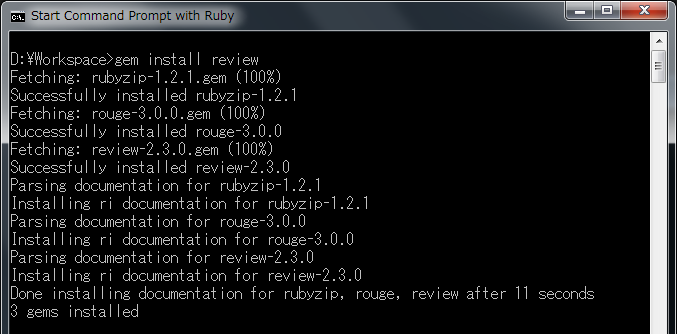 Start Command Prompt with Ruby
D:¥Workspace>gem install review
Fetching: rubyzip-1.2.1.gem (100%)
Successfully installed rubyzip-1.2.1
Fetching: rouge-3.0.0.gem (100%)
Successfully installed rouge-3.0.0
Fetching: review-2.3.0.gem (100%)
Successfully installed review-2.3.0
Parsing documentation for rubyzip-1.2.1
Installing ri documentation for rubyzip-1.2.1
Parsing documentation for rouge-3.0.0
Installing ri documentation for rouge-3.0.0
Parsing documentation for review-2.3.0
Installing ri documentation for review-2.3.0
Done installing documentation for rubyzip, rouge, review after 11 seconds
3 gems installed